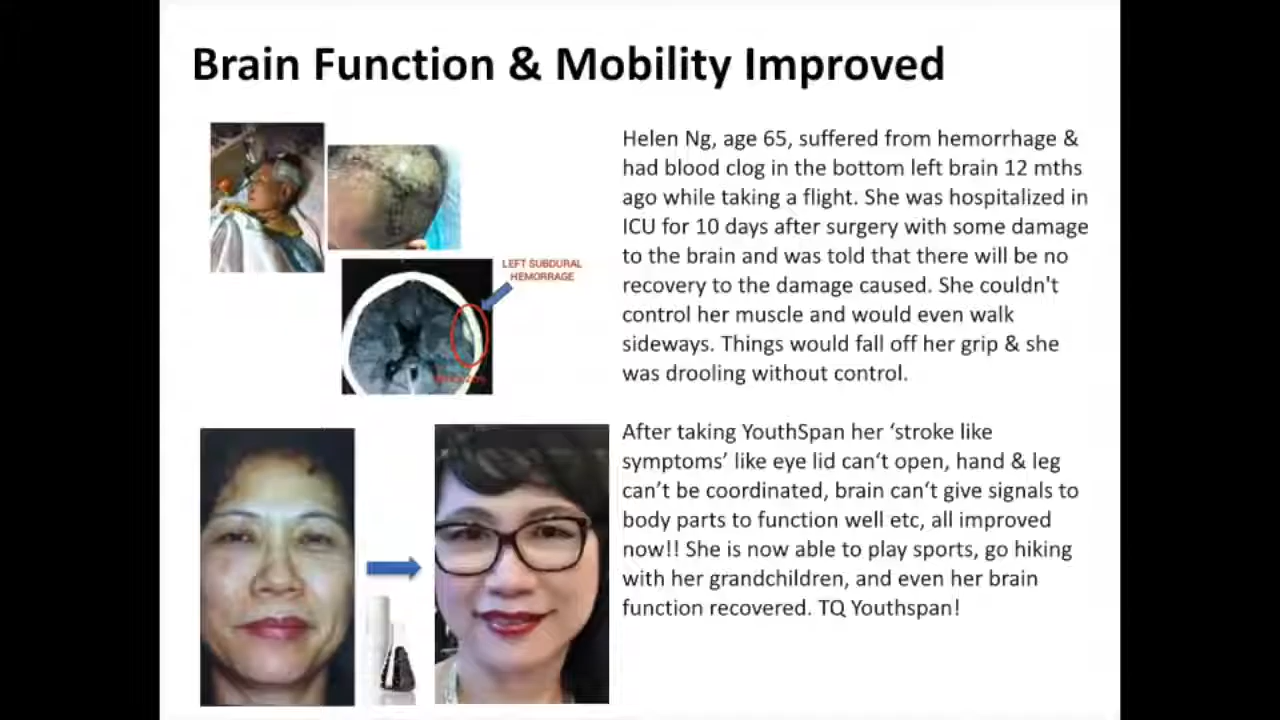 Brain Function & Mobility Improved
LEFT SUBDURAL
HEMORRAGE
Helen Ng, age 65, suffered from hemorrhage &
had blood clog in the bottom left brain 12 mths
ago while taking a flight. She was hospitalized in
ICU for 10 days after surgery with some damage
to the brain and was told that there will be no
recovery to the damage caused. She couldn't
control her muscle and would even walk
sideways. Things would fall off her grip & she
was drooling without control.
After taking YouthSpan her ‘stroke like
symptoms’ like eye lid can‘t open, hand & leg
can’t be coordinated, brain can‘t give signals to
body parts to function well etc, all improved
now!! She is now able to play sports, go hiking
with her grandchildren, and even her brain
function recovered. TQ Youthspan!